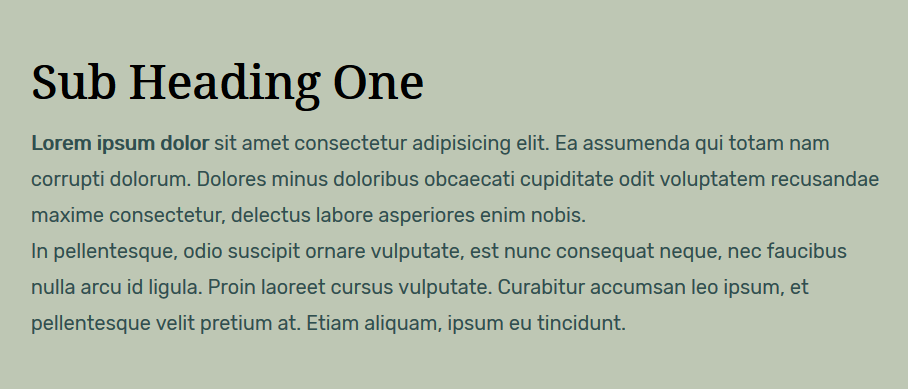 Sub Heading One
Lorem ipsum dolor sit amet consectetur adipisicing elit. Ea assumenda qui totam nam
corrupti dolorum. Dolores minus doloribus obcaecati cupiditate odit voluptatem recusandae
maxime consectetur, delectus labore asperiores enim nobis.
In pellentesque, odio suscipit ornare vulputate, est nunc consequat neque, nec faucibus
nulla arcu id ligula. Proin laoreet cursus vulputate. Curabitur accumsan leo ipsum, et
pellentesque velit pretium at. Etiam aliquam, ipsum eu tincidunt.